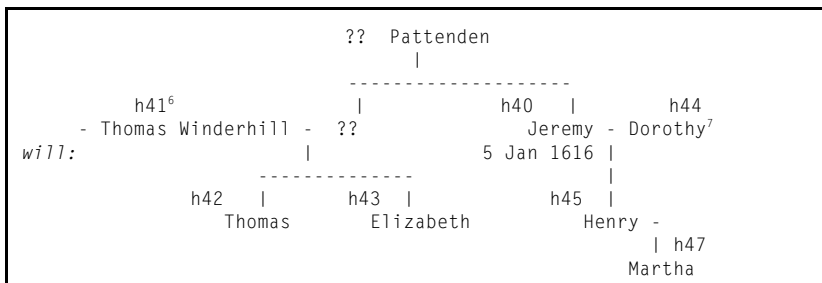 ?? Pattenden
|
- - - - - - - - - - - - - - - - - - - -
h41⁶ | h40 | h44
- Thomas Winderhill - ?? Jeremy - Dorothy⁷
will: | 5 Jan 1616 |
- - - - - - - - - - - - - - |
h42 | h43 | h45 |
Thomas Elizabeth Henry -
| h47
Martha